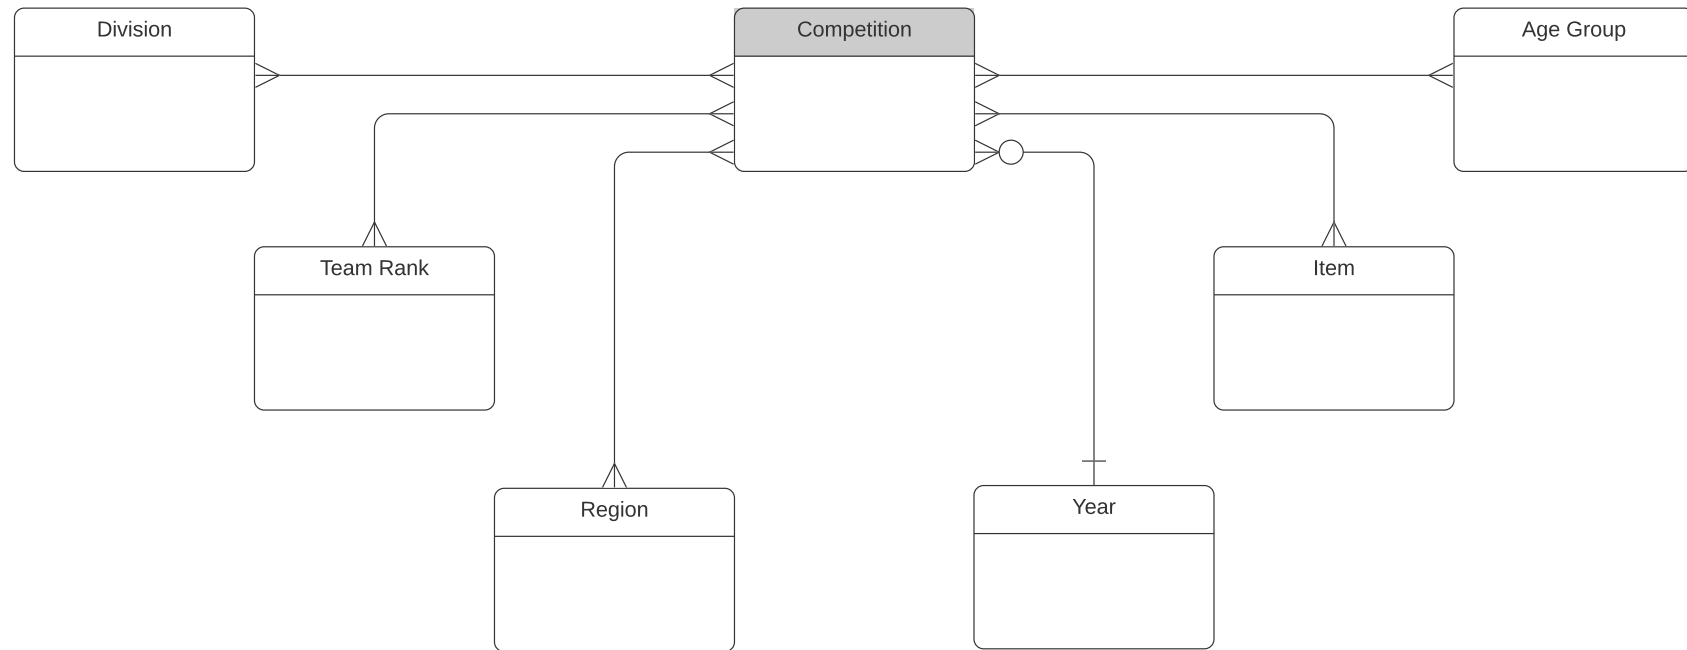 Division
Competition
Age Group
Team Rank
Item
Region
Year